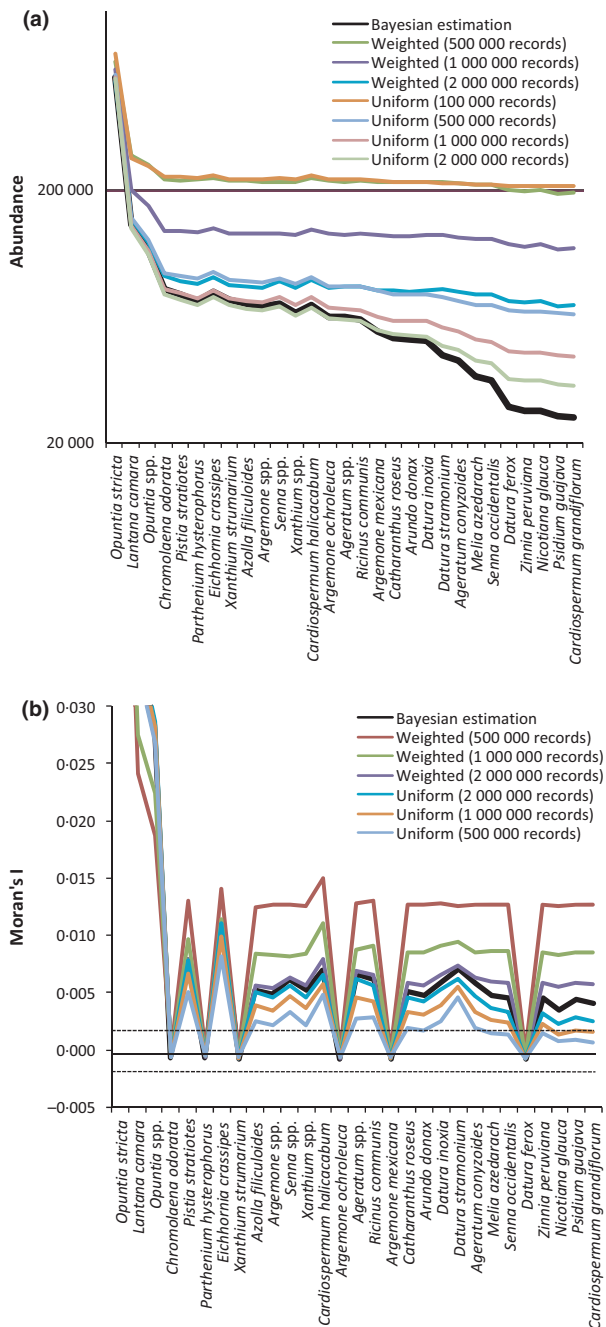 (a)
Bayesian estimation
Weighted (500 000 records)
Weighted (1 000 000 records)
Weighted (2 000 000 records)
Uniform (100 000 records)
Uniform (500 000 records)
Uniform (1 000 000 records)
Uniform (2 000 000 records)
Abundance
200 000
20 000
Opuntia stricta
Lantana camara
Opuntia spp.
Chromolaena odorata
Pistia stratiotes
Parthenium hysterophorus
Eichhornia crassipes
Xanthium strumarium
Azolla filiculoides
Argemone spp.
Senna spp.
Xanthium spp.
Cardiospermum halicacabum
Argemone ochroleuca
Ageratum spp.
Ricinus communis
Argemone mexicana
Catharanthus roseus
Arundo donax
Datura inoxia
Datura stramonium
Ageratum conyzoides
Melia azedarach
Senna occidentalis
Datura ferox
Zinnia peruviana
Nicotiana glauca
Psidium guajava
Cardiospermum grandiflorum
(b)
Bayesian estimation
Weighted (500 000 records)
Weighted (1 000 000 records)
Weighted (2 000 000 records)
Uniform (2 000 000 records)
Uniform (1 000 000 records)
Uniform (500 000 records)
Moran's I
0·030
0·025
0·020
0·015
0·010
0·005
0·000
–0·005
Opuntia stricta
Lantana camara
Opuntia spp.
Chromolaena odorata
Pistia stratiotes
Parthenium hysterophorus
Eichhornia crassipes
Xanthium strumarium
Azolla filiculoides
Argemone spp.
Senna spp.
Xanthium spp.
Cardiospermum halicacabum
Argemone ochroleuca
Ageratum spp.
Ricinus communis
Argemone mexicana
Catharanthus roseus
Arundo donax
Datura inoxia
Datura stramonium
Ageratum conyzoides
Melia azedarach
Senna occidentalis
Datura ferox
Zinnia peruviana
Nicotiana glauca
Psidium guajava
Cardiospermum grandiflorum